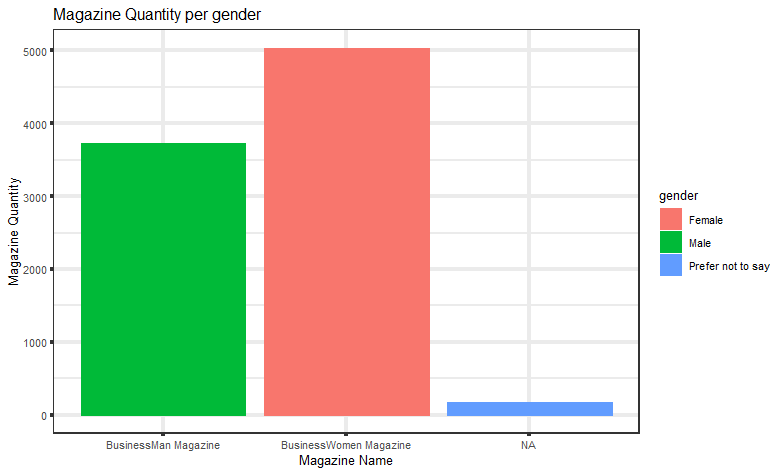 Magazine Quantity per gender
5000
4000
3000
2000
1000
0
Magazine Quantity
BusinessMan Magazine
BusinessWomen Magazine
NA
Magazine Name
gender
Female
Male
Prefer not to say